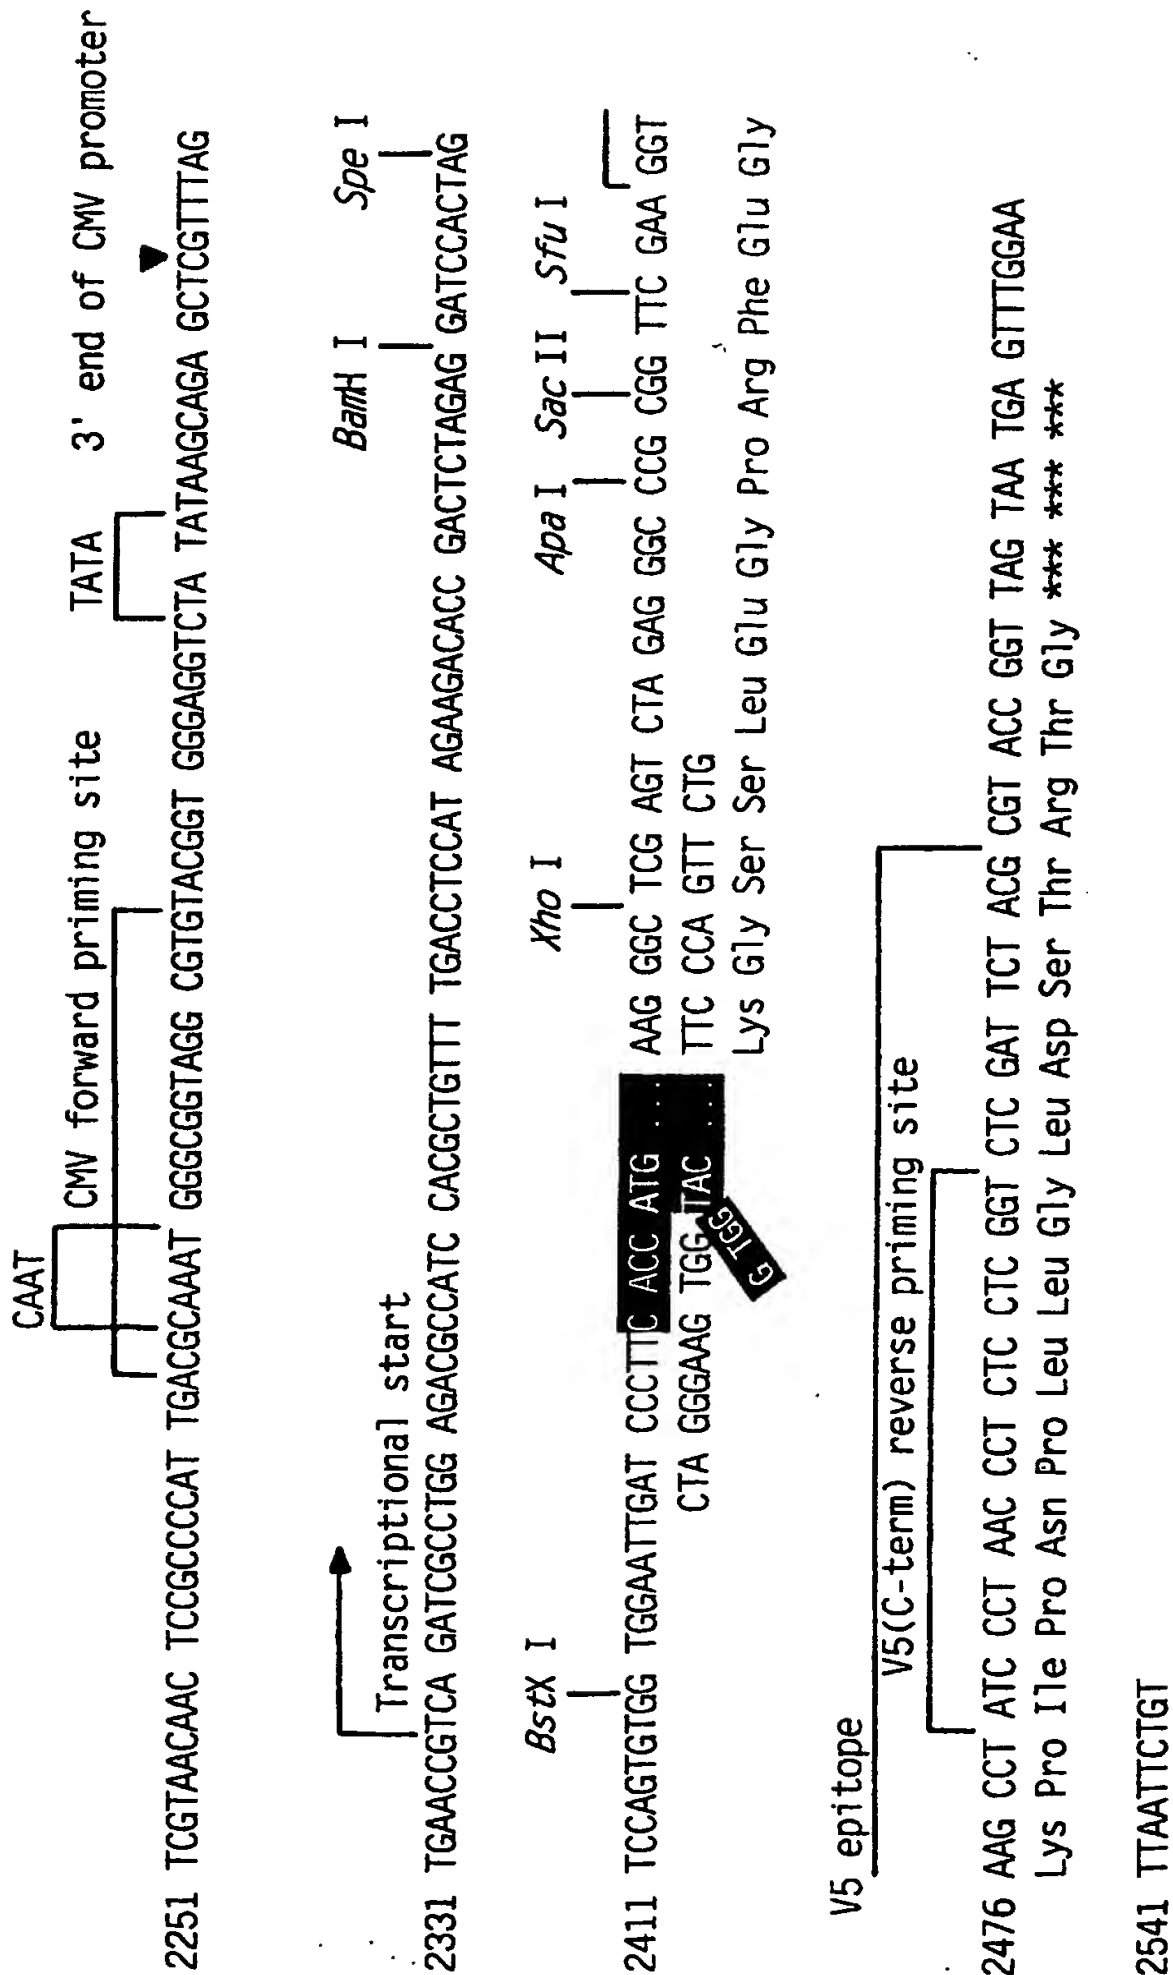 CAAT
CMV forward priming site TATA 3' end of CMV promoter
2251 TCGTAACAAC TCCGCCCCAT TGACGCAAAT GGGCGGTAGG CGTGTACGGT GGGAGGTCTA TATAAGCAGA GCTCGTTTAG
Transcriptional start BamH I Spe I
2331 TGAACCGTCA GATCGCCTGG AGACGCCATC CACGCTGTTT TGACCTCCAT AGAAGACACC GACTCTAGAG GATCCACTAG
BstX I Xho I Apa I Sac II Sfu I
2411 TCCAGTGTGG TGGAATTGAT CCCTTC ACC ATG ... AAG GGC TCG AGT CTA GAG GGC CCG CGG TTC GAA GGT
CTA GGGAAG TGG TAC ... TTC CCA GTT CTG
G TGG
Lys Gly Ser Ser Leu Glu Gly Pro Arg Phe Glu Gly
V5 epitope
V5(C-term) reverse priming site
2476 AAG CCT ATC CCT AAC CCT CTC CTC GGT CTC GAT TCT ACG CGT ACC GGT TAG TAA TGA GTTTGGAA
Lys Pro Ile Pro Asn Pro Leu Leu Gly Leu Asp Ser Thr Arg Thr Gly *** *** ***
2541 TTAATTCTGT